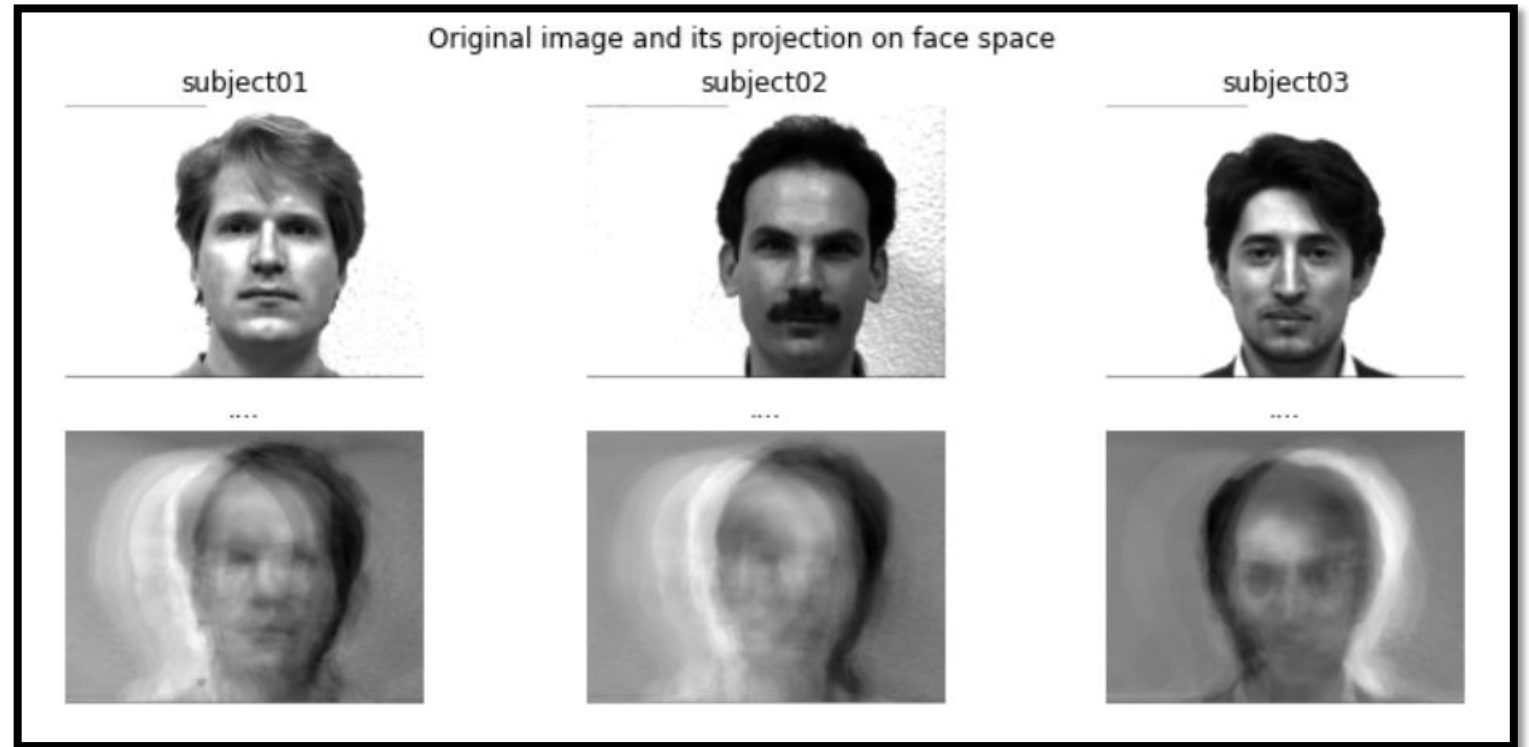 Original image and its projection on face space
subject01
subject02
subject03
....
....
....